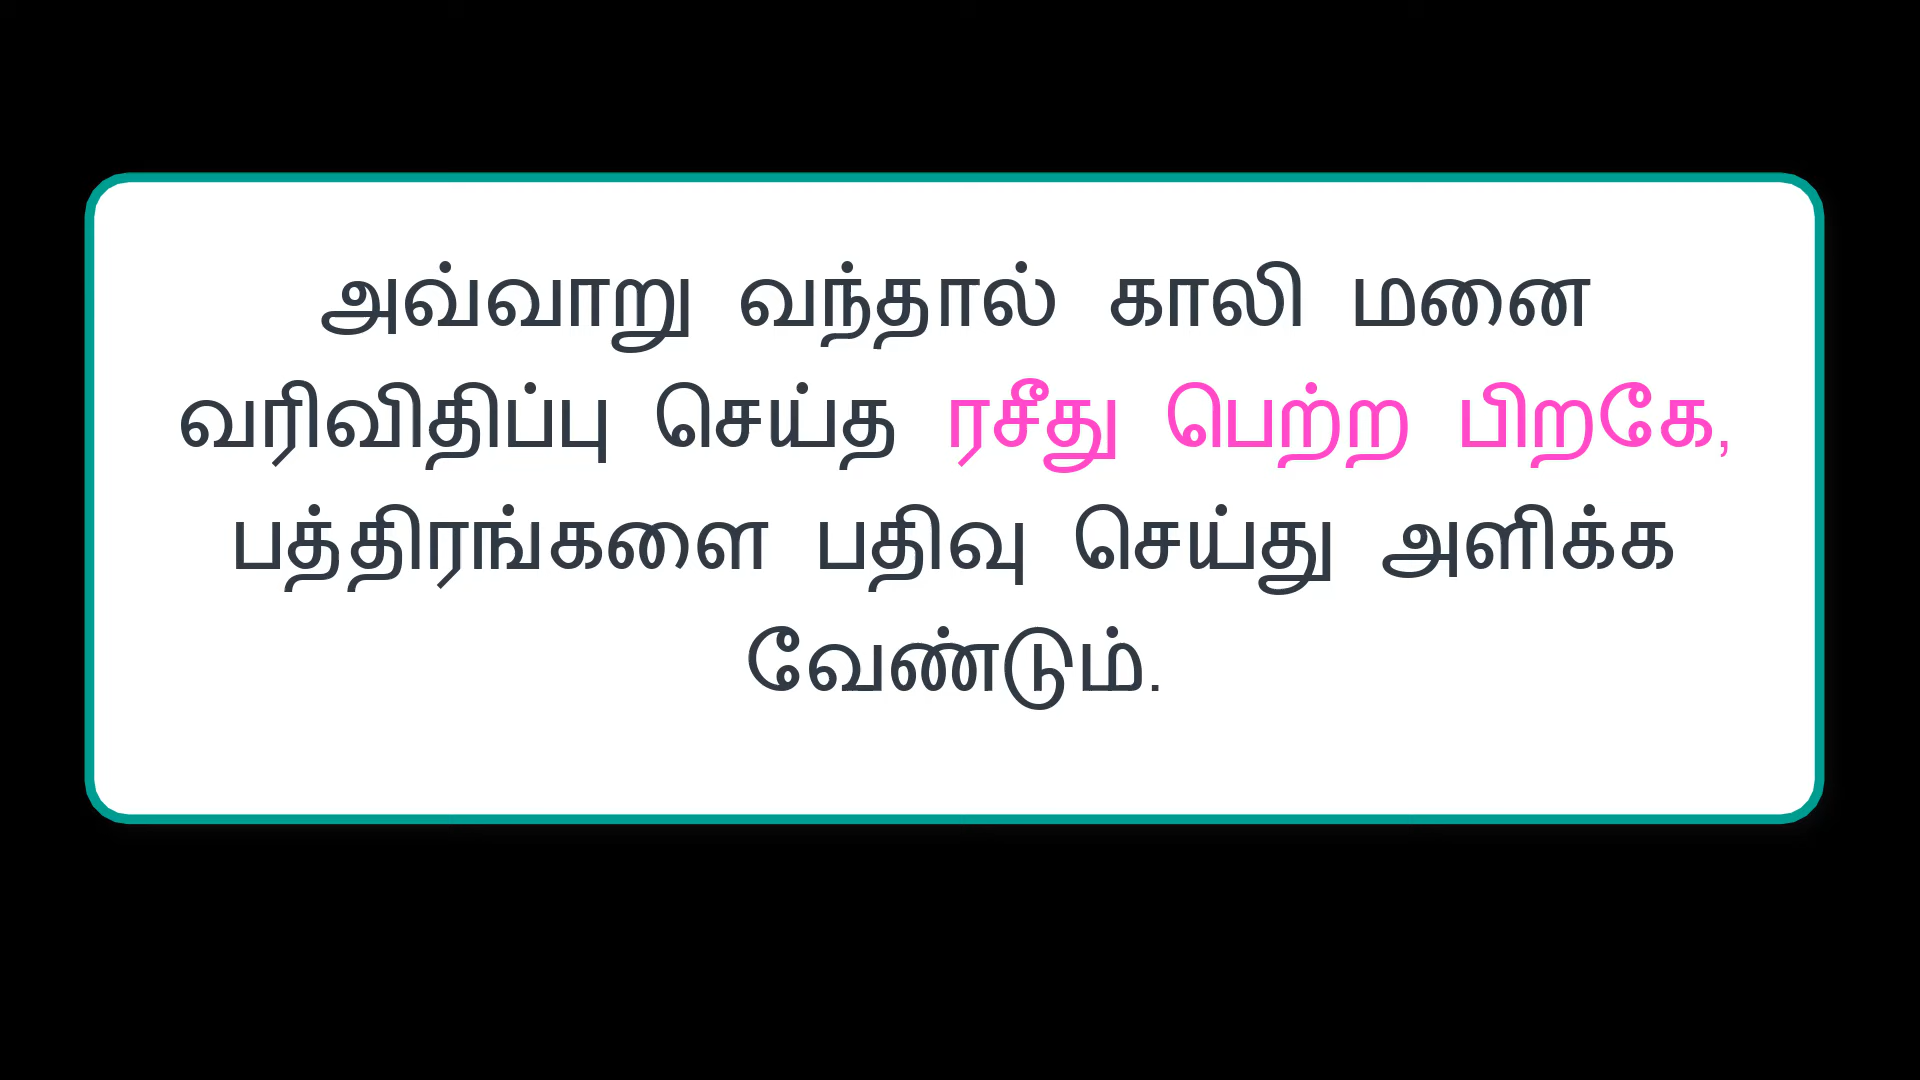 அவ்வாறு வந்தால் காலி மனை
வரிவிதிப்பு செய்த ரசீது பெற்ற பிறகே,
பத்திரங்களை பதிவு செய்து அளிக்க
வேண்டும்.